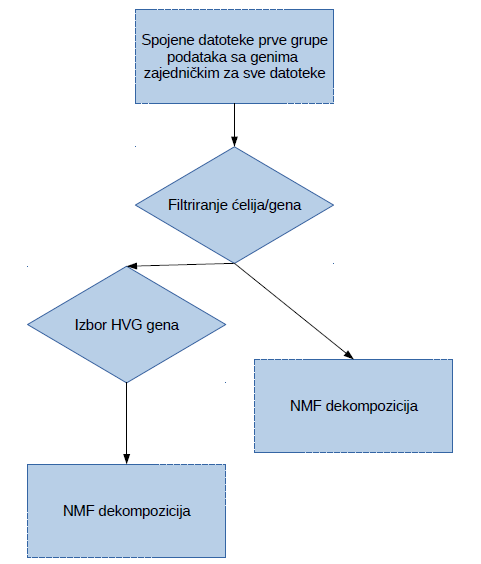 Spojene datoteke prve grupe
podataka sa genima
zajedničkim za sve datoteke
Filtriranje ćelija/gena
Izbor HVG gena
NMF dekompozicija
NMF dekompozicija